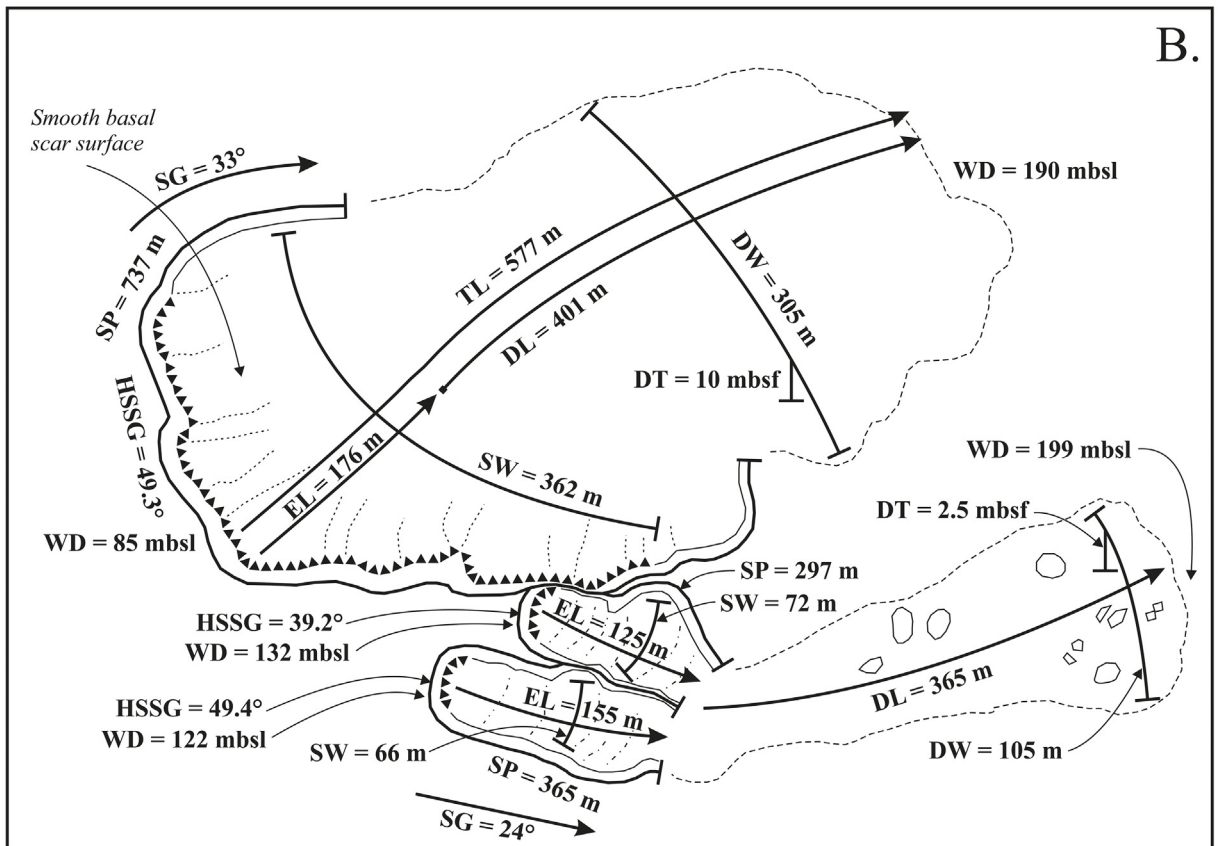 B.
Smooth basal
scar surface
SG = 33°
SP = 737 m
HSSG = 49.3°
WD = 85 mbsl
TL = 577 m
DL = 401 m
EL = 176 m
SW = 362 m
DW = 305 m
DT = 10 mbsf
WD = 190 mbsl
WD = 199 mbsl
DT = 2.5 mbsf
SP = 297 m
SW = 72 m
HSSG = 39.2°
WD = 132 mbsl
EL = 125 m
HSSG = 49.4°
WD = 122 mbsl
EL = 155 m
SW = 66 m
SP = 365 m
SG = 24°
DL = 365 m
DW = 105 m